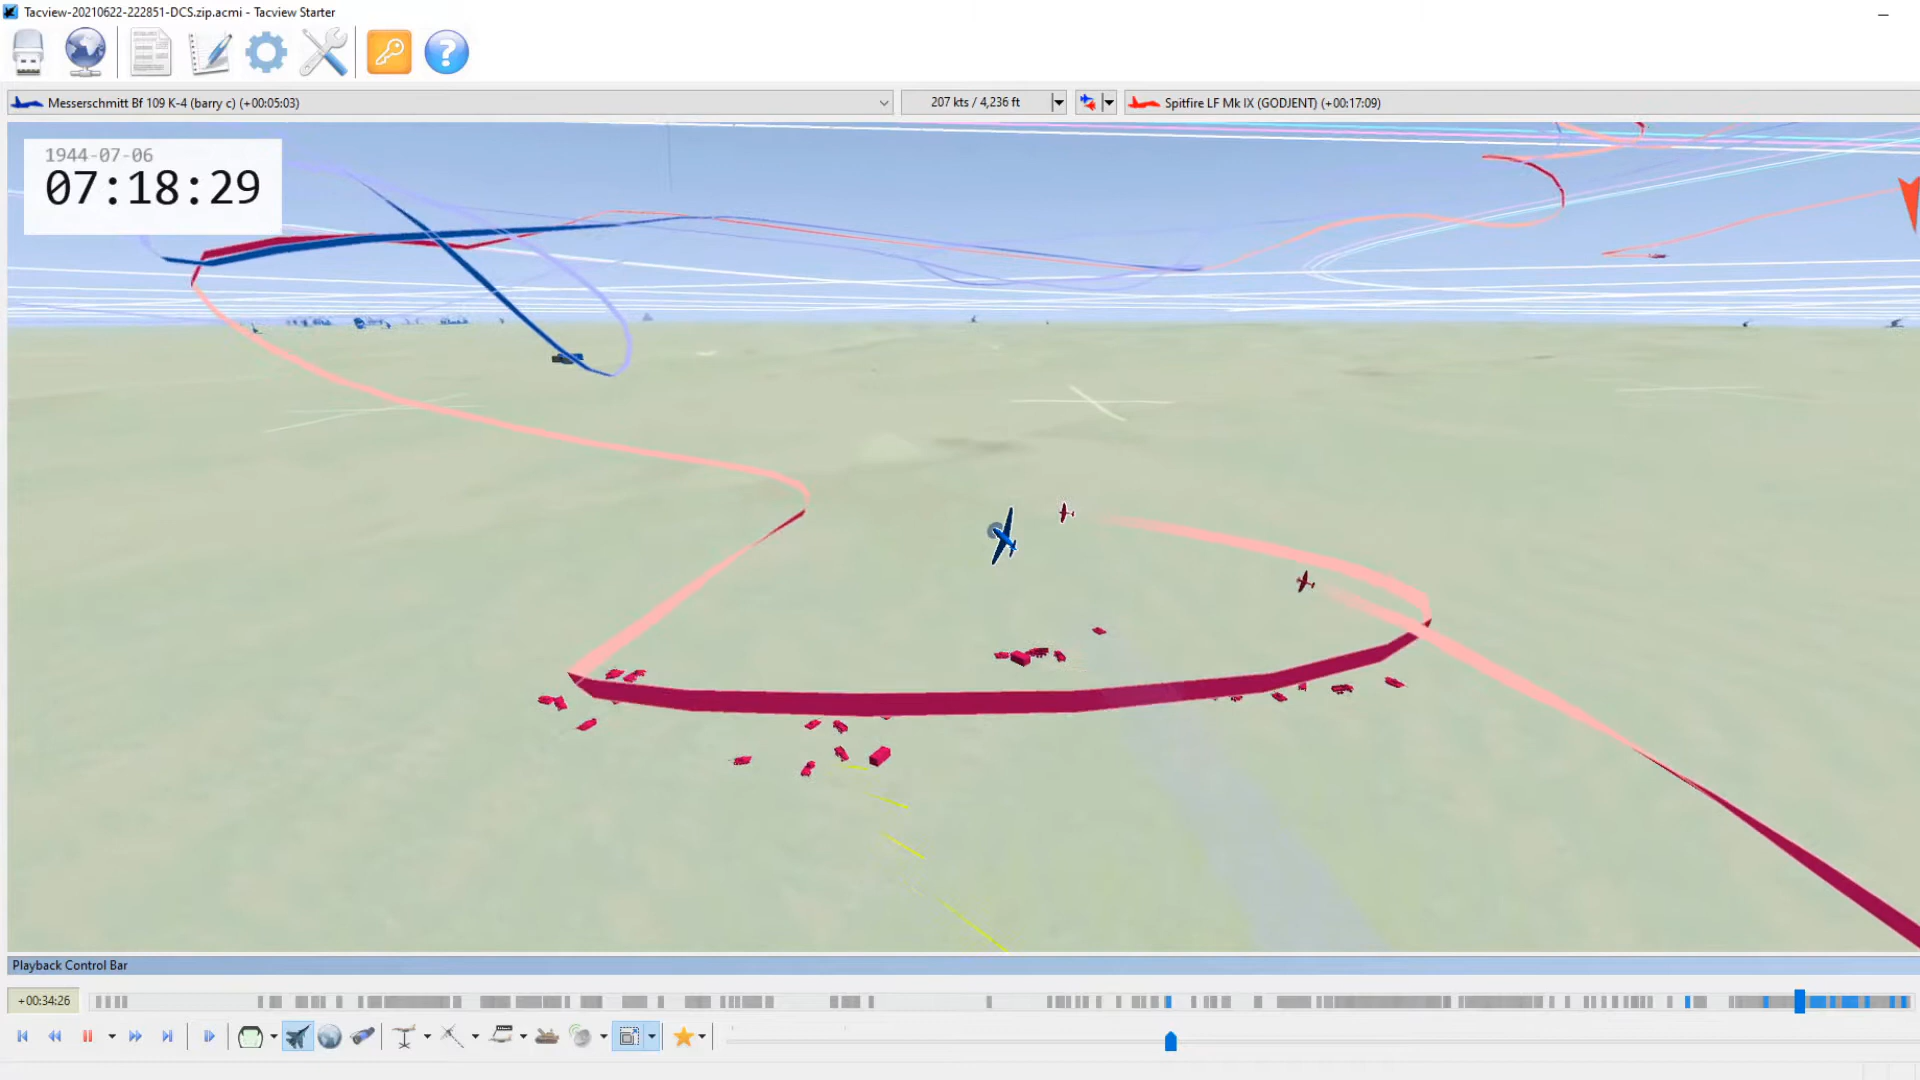 Tacview-20210622-222851-DCS.zip.acmi - Tacview Starter
Messerschmitt Bf 109 K-4 (barry c) (+00:05:03)
207 kts / 4,236 ft
Spitfire LF Mk IX (GODJENT) (+00:17:09)
1944-07-06
07:18:29
Playback Control Bar
+00:34:26